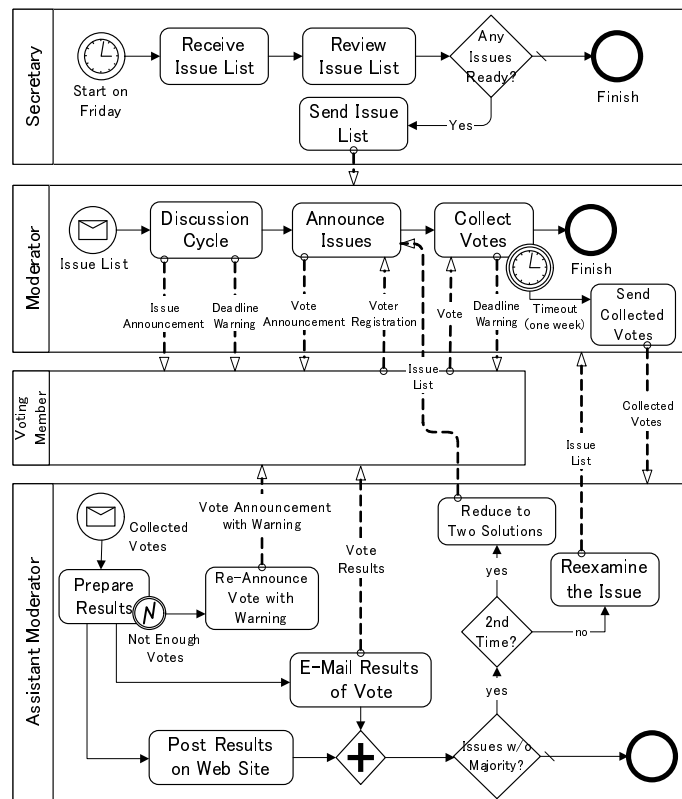 Secretary
Start on
Friday
Receive
Issue List
Review
Issue List
Any
Issues
Ready?
Finish
Yes
Send Issue
List
Moderator
Issue List
Discussion
Cycle
Announce
Issues
Collect
Votes
Finish
Issue
Announcement
Deadline
Warning
Vote
Announcement
Voter
Registration
Vote
Deadline
Warning
Timeout
(one week)
Send
Collected
Votes
Voting
Member
Issue
List
Collected
Votes
Issue
List
Assistant Moderator
Collected
Votes
Vote Announcement
with Warning
Vote
Results
Reduce to
Two Solutions
Prepare
Results
Not Enough
Votes
Re-Announce
Vote with
Warning
yes
2nd
Time?
no
Reexamine
the Issue
E-Mail Results
of Vote
yes
Post Results
on Web Site
Issues w/o
Majority?